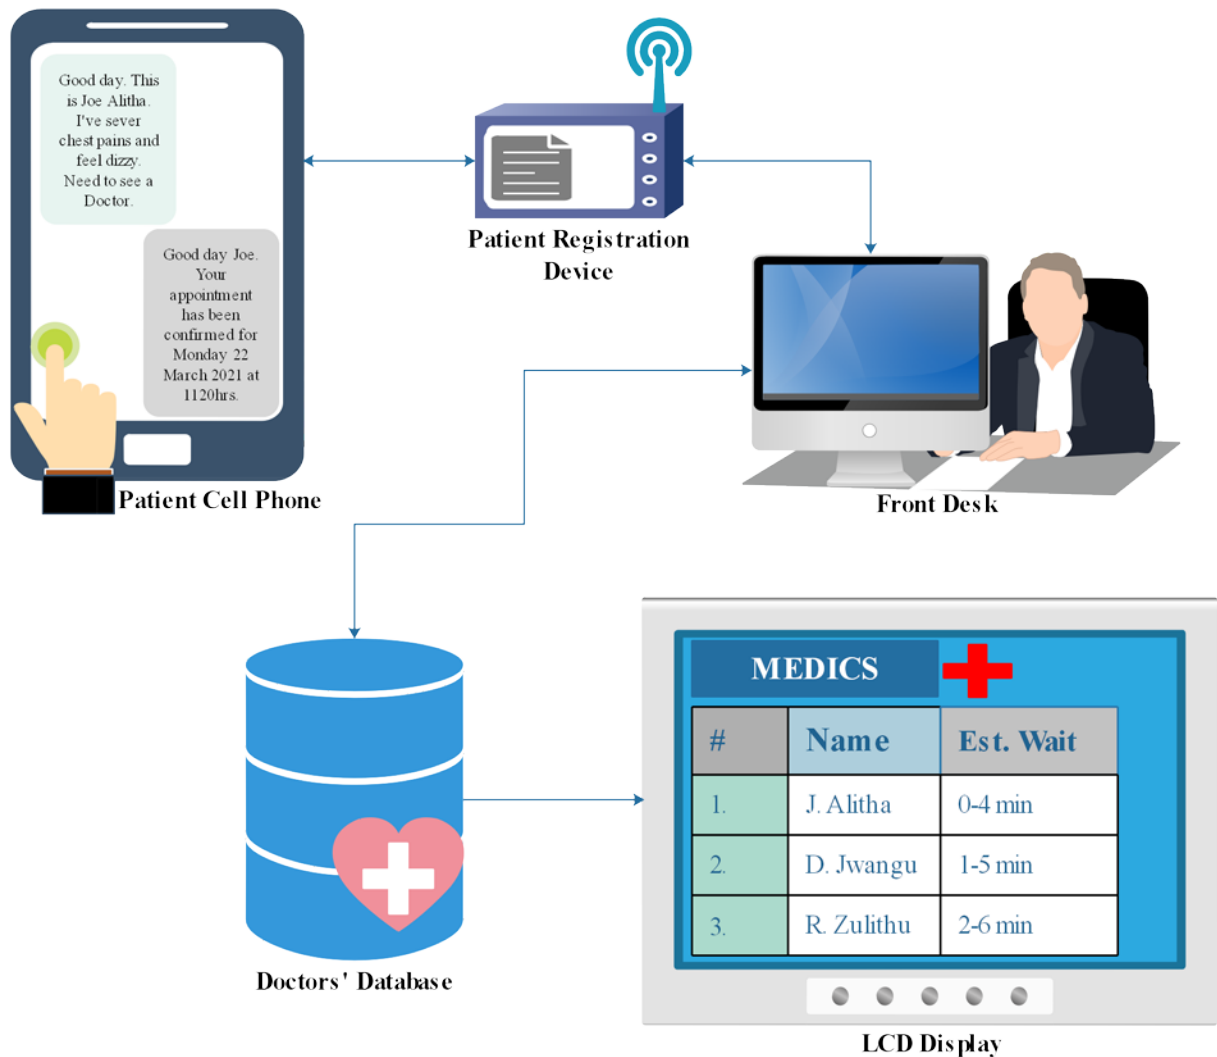 Good day. This
is Joe Alitha.
I've sever
chest pains and
feel dizzy.
Need to see a
Doctor.
Good day Joe.
Your
appointment
has been
confirmed for
Monday 22
March 2021 at
1120hrs.
Patient Cell Phone
Patient Registration
Device
Front Desk
Doctors' Database
MEDICS
# Name Est. Wait
1. J. Alitha 0-4 min
2. D. Jwangu 1-5 min
3. R. Zulithu 2-6 min
LCD Display